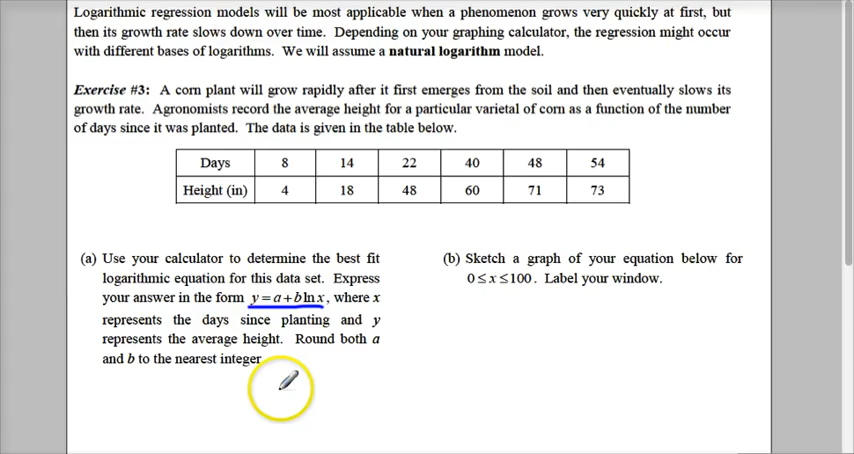 Logarithmic regression models will be most applicable when a phenomenon grows very quickly at first, but
then its growth rate slows down over time. Depending on your graphing calculator, the regression might occur
with different bases of logarithms. We will assume a natural logarithm model.
Exercise #3: A corn plant will grow rapidly after it first emerges from the soil and then eventually slows its
growth rate. Agronomists record the average height for a particular varietal of corn as a function of the number
of days since it was planted. The data is given in the table below.
Days 8 14 22 40 48 54
Height (in) 4 18 48 60 71 73
(a) Use your calculator to determine the best fit
logarithmic equation for this data set. Express
your answer in the form y=a+b ln x, where x
represents the days since planting and y
represents the average height. Round both a
and b to the nearest integer
(b) Sketch a graph of your equation below for
0≤x≤100. Label your window.